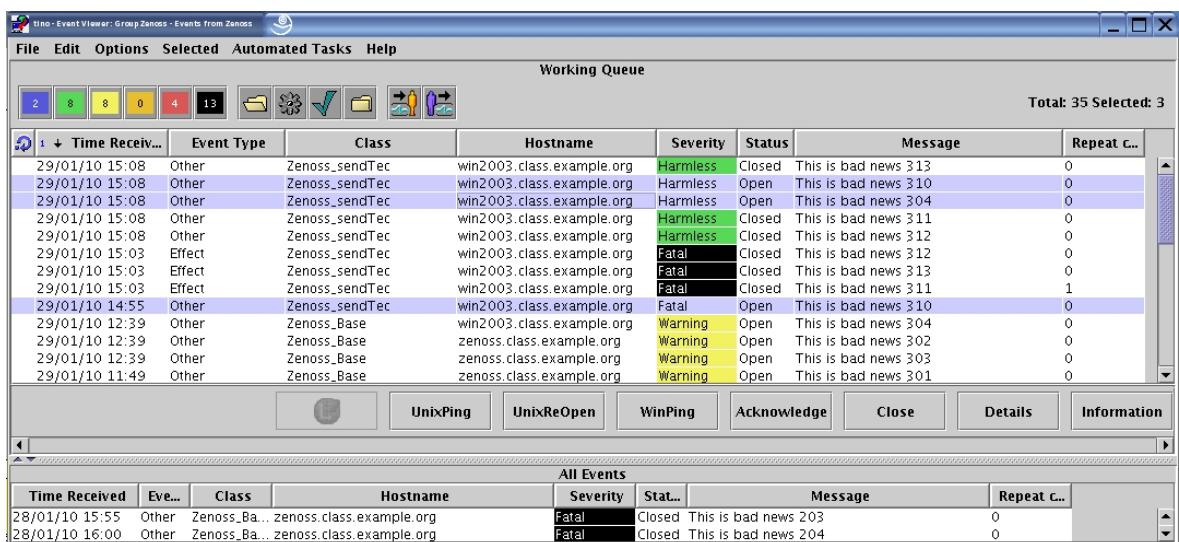 tino - Event Viewer: Group Zenoss - Events from Zenoss
File Edit Options Selected Automated Tasks Help
Working Queue
2 8 8 0 4 13 Total: 35 Selected: 3
1 Time Receiv... Event Type Class Hostname Severity Status Message Repeat c...
29/01/10 15:08 Other Zenoss_sendTec win2003.class.example.org Harmless Closed This is bad news 313 0
29/01/10 15:08 Other Zenoss_sendTec win2003.class.example.org Harmless Open This is bad news 310 0
29/01/10 15:08 Other Zenoss_sendTec win2003.class.example.org Harmless Open This is bad news 304 0
29/01/10 15:08 Other Zenoss_sendTec win2003.class.example.org Harmless Closed This is bad news 311 0
29/01/10 15:08 Other Zenoss_sendTec win2003.class.example.org Harmless Closed This is bad news 312 0
29/01/10 15:03 Effect Zenoss_sendTec win2003.class.example.org Fatal Closed This is bad news 312 0
29/01/10 15:03 Effect Zenoss_sendTec win2003.class.example.org Fatal Closed This is bad news 313 0
29/01/10 15:03 Effect Zenoss_sendTec win2003.class.example.org Fatal Closed This is bad news 311 1
29/01/10 14:55 Other Zenoss_sendTec win2003.class.example.org Fatal Open This is bad news 310 0
29/01/10 12:39 Other Zenoss_Base win2003.class.example.org Warning Open This is bad news 304 0
29/01/10 12:39 Other Zenoss_Base zenoss.class.example.org Warning Open This is bad news 302 0
29/01/10 12:39 Other Zenoss_Base zenoss.class.example.org Warning Open This is bad news 303 0
29/01/10 11:49 Other Zenoss_Base zenoss.class.example.org Warning Open This is bad news 301 0
UnixPing UnixReOpen WinPing Acknowledge Close Details Information
All Events
Time Received Eve... Class Hostname Severity Stat... Message Repeat c...
28/01/10 15:55 Other Zenoss_Ba... zenoss.class.example.org Fatal Closed This is bad news 203 0
28/01/10 16:00 Other Zenoss_Ba... zenoss.class.example.org Fatal Closed This is bad news 204 0